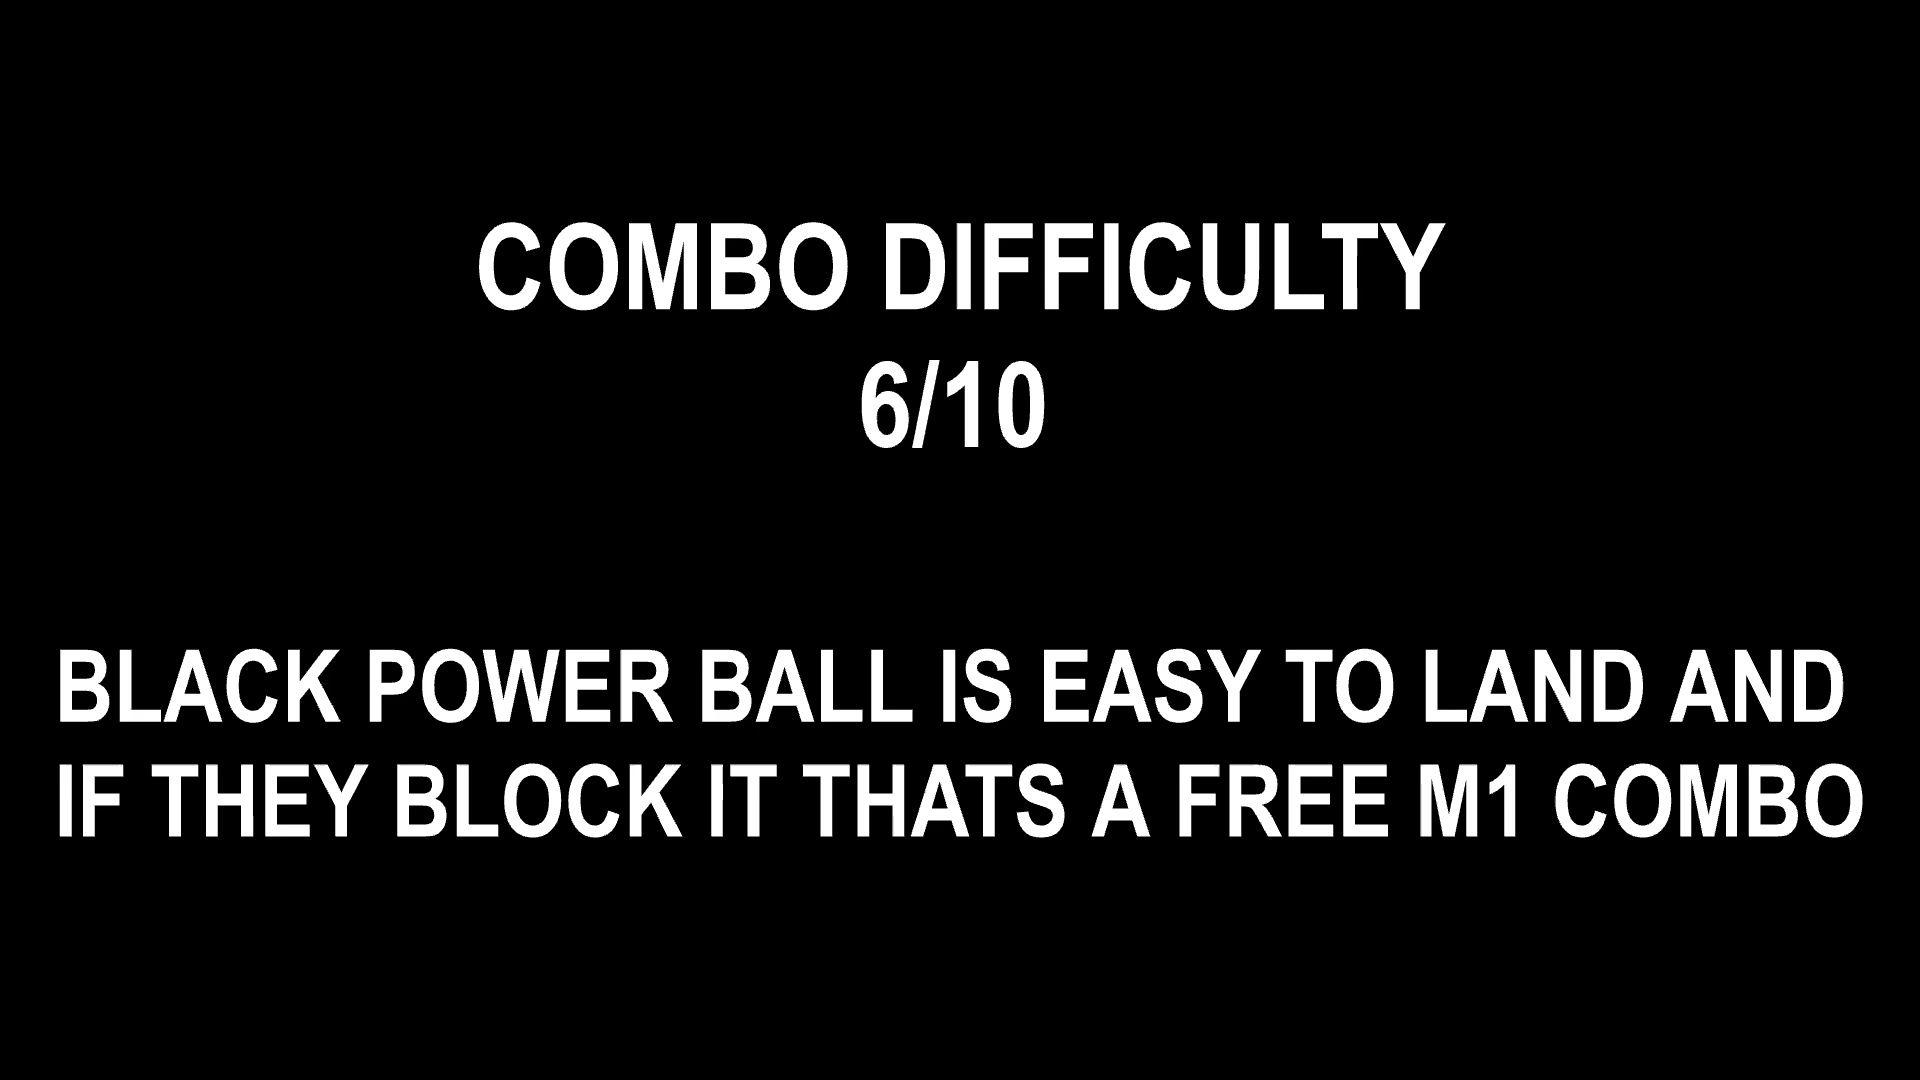 COMBO DIFFICULTY
6/10
BLACK POWER BALL IS EASY TO LAND AND
IF THEY BLOCK IT THATS A FREE M1 COMBO